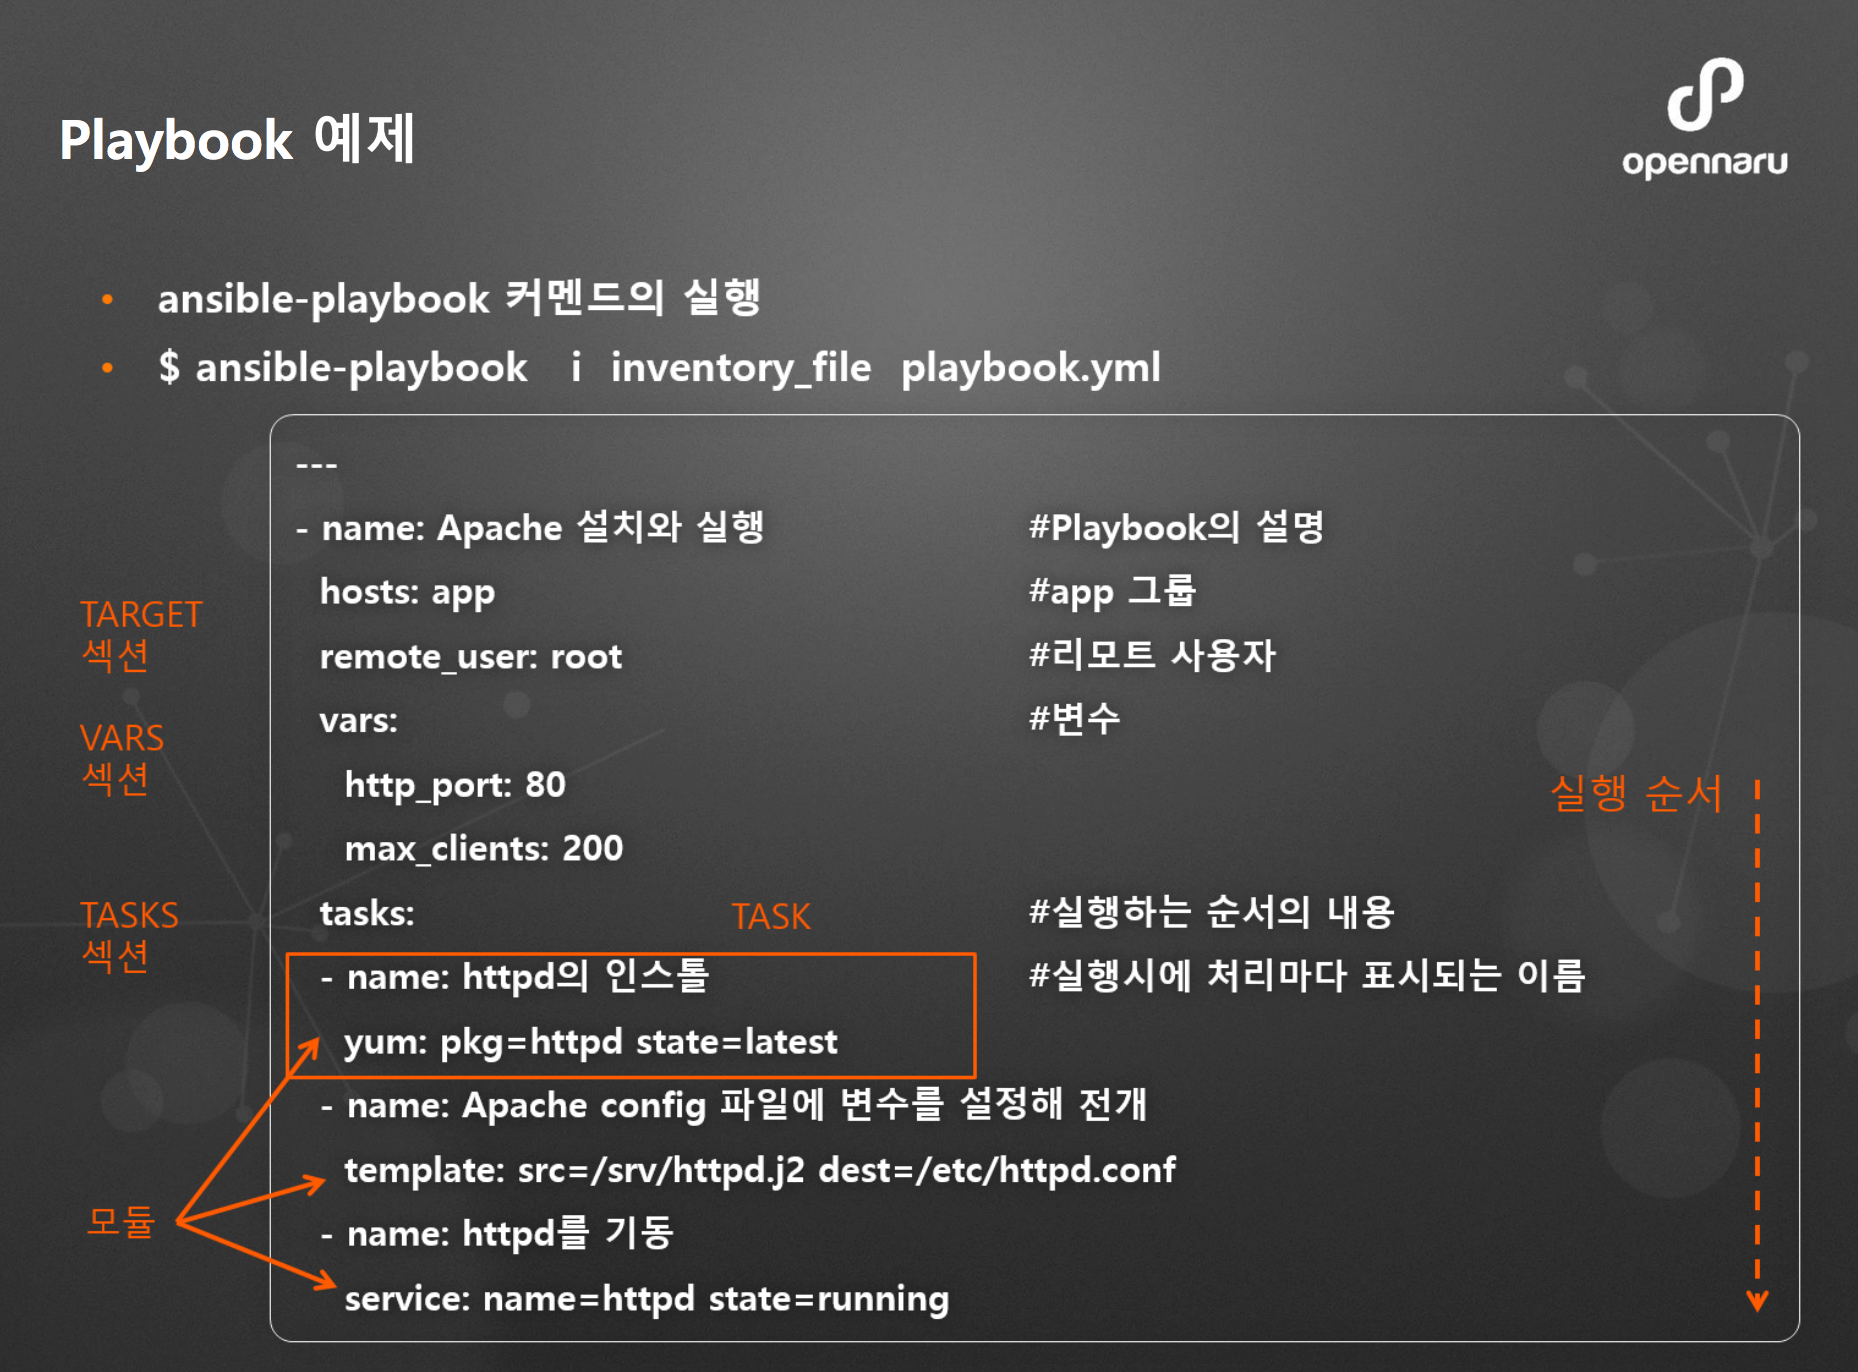 Playbook 예제
opennaru
• ansible-playbook 커멘드의 실행
• $ ansible-playbook i inventory_file playbook.yml
---
- name: Apache 설치와 실행 #Playbook의 설명
hosts: app #app 그룹
TARGET
섹션
remote_user: root #리모트 사용자
vars: #변수
VARS
섹션
http_port: 80
실행 순서
max_clients: 200
tasks: TASK #실행하는 순서의 내용
TASKS
섹션
- name: httpd의 인스톨 #실행시에 처리마다 표시되는 이름
yum: pkg=httpd state=latest
- name: Apache config 파일에 변수를 설정해 전개
template: src=/srv/httpd.j2 dest=/etc/httpd.conf
모듈
- name: httpd를 기동
service: name=httpd state=running